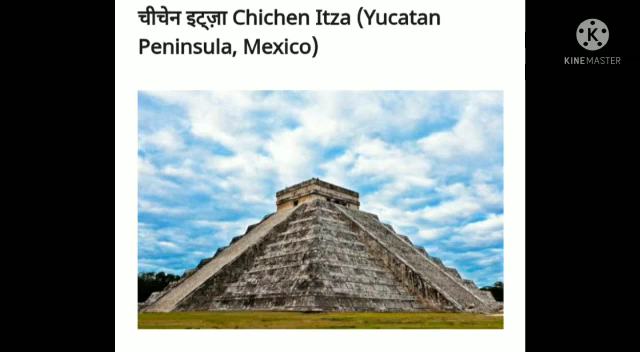 चीचेन इट्ज़ा Chichen Itza (Yucatan
Peninsula, Mexico)
K
KINEMASTER